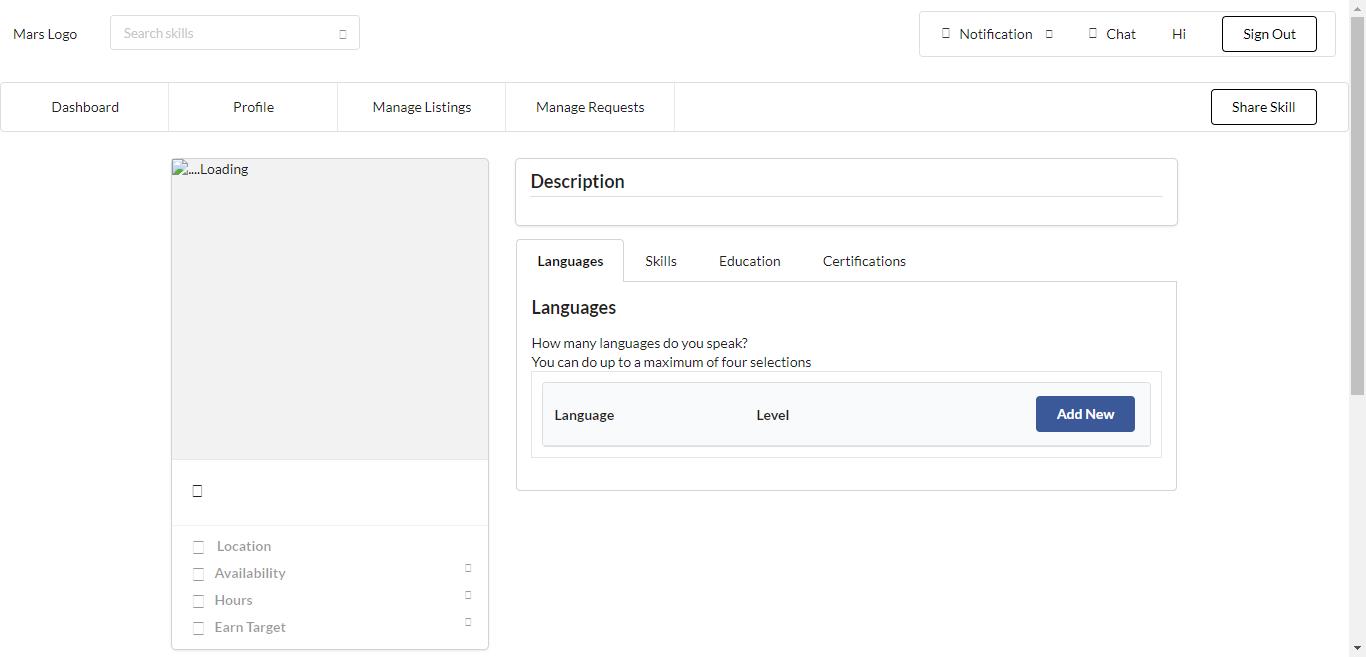 Mars Logo
Search skills
Notification
Chat
Hi
Sign Out
Dashboard
Profile
Manage Listings
Manage Requests
Share Skill
....Loading
Description
Languages
Skills
Education
Certifications
Languages
How many languages do you speak?
You can do up to a maximum of four selections
Language
Level
Add New
Location
Availability
Hours
Earn Target